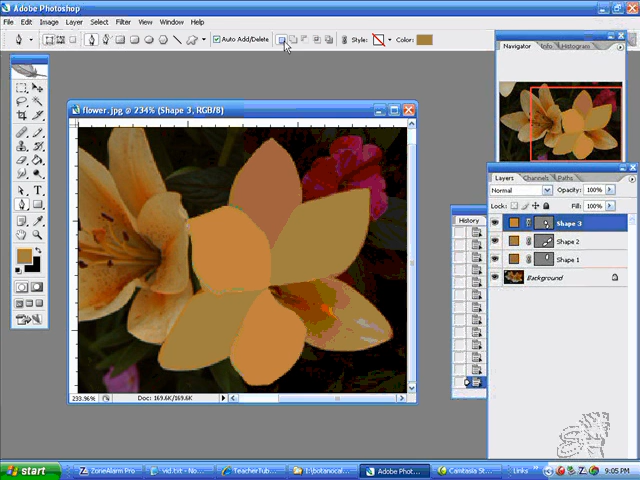 Adobe Photoshop
File Edit Image Layer Select Filter View Window Help
Auto Add/Delete Style: Color:
Navigator Info Histogram
flower.jpg @ 234% (Shape 3, RGB/8)
Layers Channels Paths
Normal Opacity: 100%
Lock: Fill: 100%
History
Shape 3
Shape 2
Shape 1
Background
233.96% Doc: 169.6K/169.6K
start ZoneAlarm Pro vid.txt - No... TeacherTub... Adobe Phot... Camtasia St... Links 9:05 PM